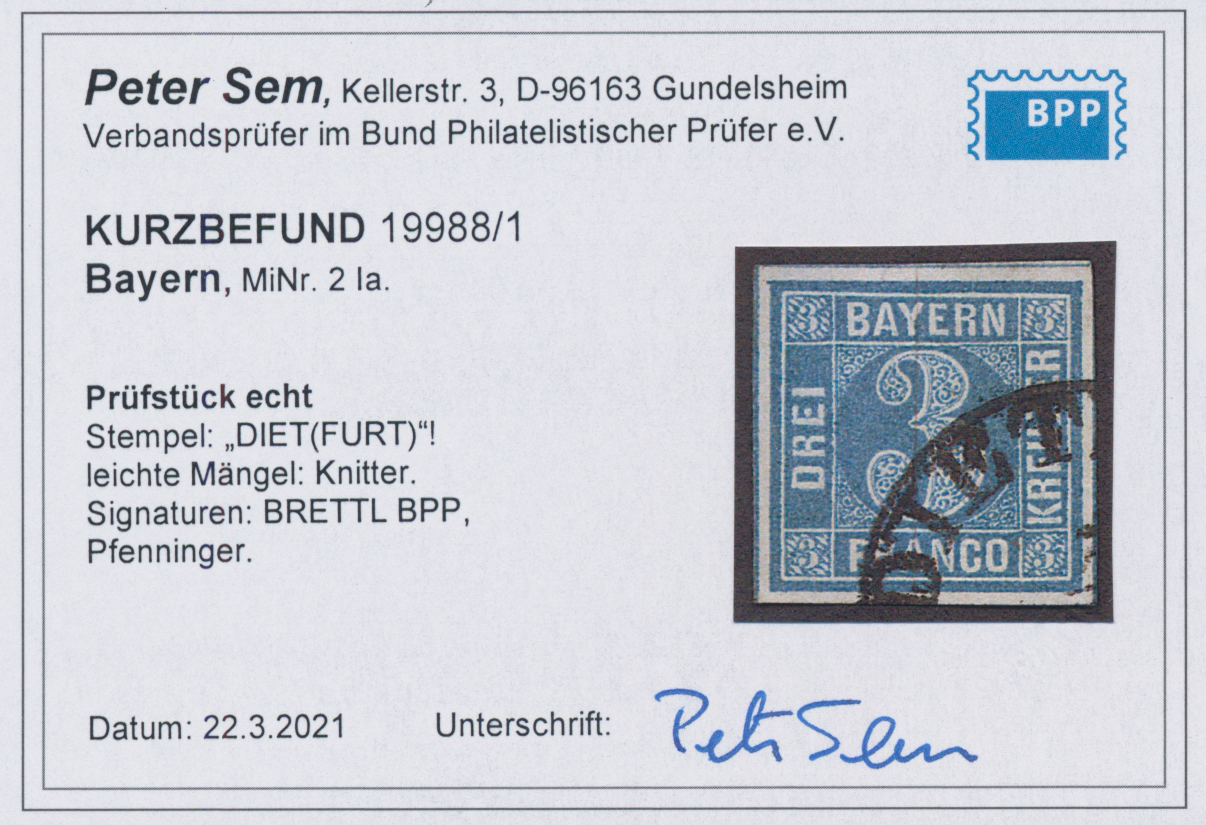 Peter Sem, Kellerstr. 3, D-96163 Gundelsheim
Verbandsprüfer im Bund Philatelistischer Prüfer e.V.
BPP
KURZBEFUND 19988/1
Bayern, MiNr. 2 Ia.
Prüfstück echt
Stempel: „DIET(FURT)“!
leichte Mängel: Knitter.
Signaturen: BRETTL BPP,
Pfenninger.
3 BAYERN 3
DREI
3
KREUZER
3 FRANCO 3
DIET
Datum: 22.3.2021 Unterschrift: Peter Sem